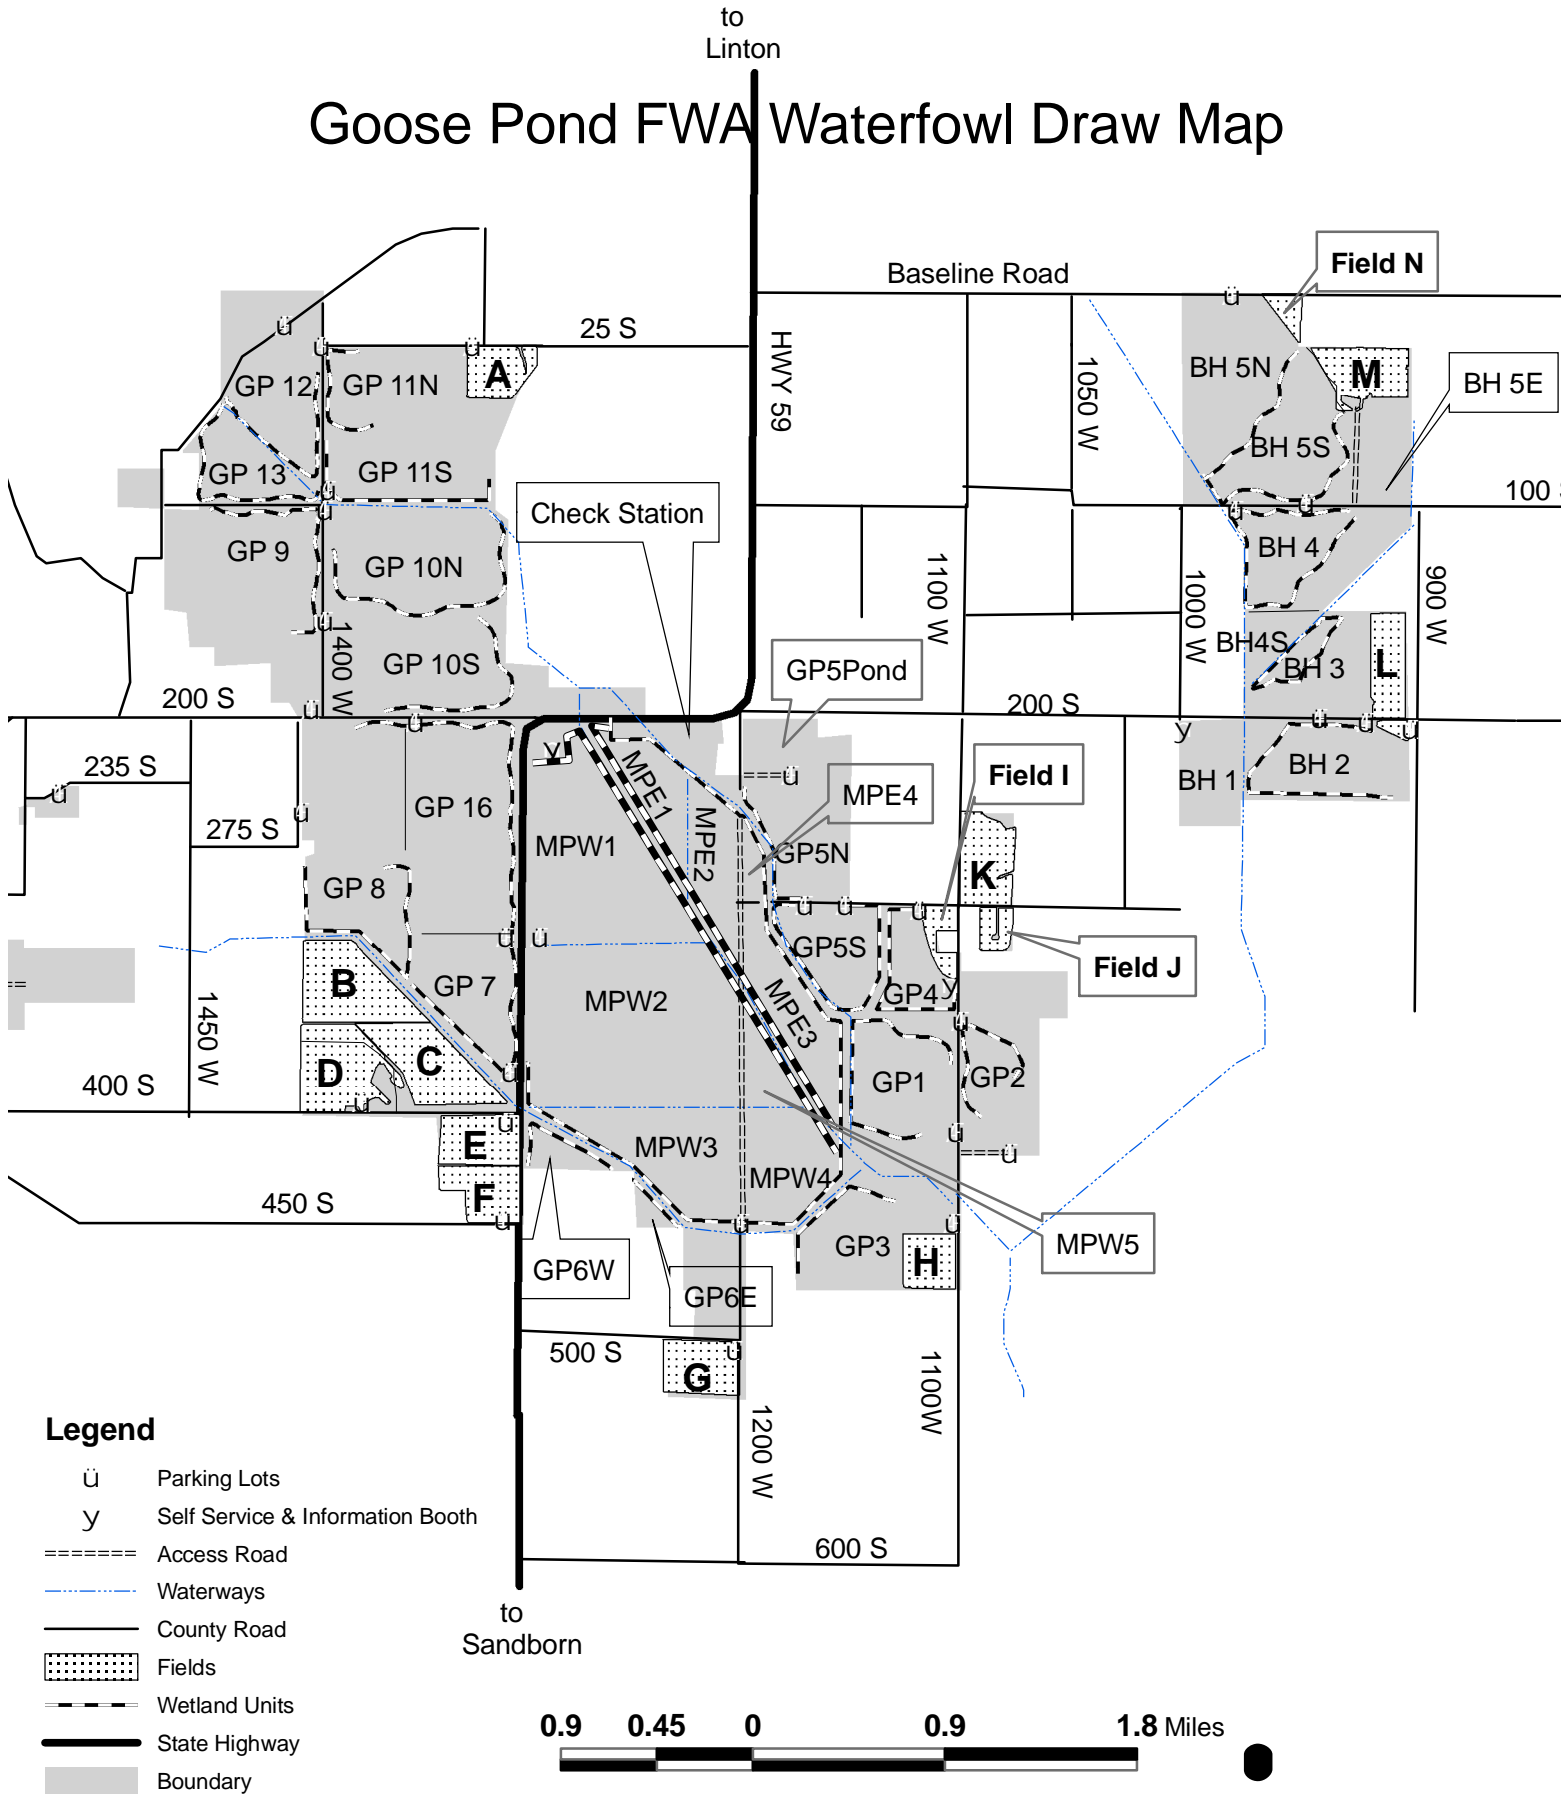 to
Linton
Goose Pond FWA Waterfowl Draw Map
Baseline Road
Field N
25 S
HWY 59
1050 W
GP 12
GP 11N
A
BH 5N
M
BH 5E
GP 13
GP 11S
BH 5S
100 S
Check Station
GP 9
GP 10N
1100 W
BH 4
1000 W
900 W
1400 W
GP 10S
GP5Pond
BH4S
BH 3
L
200 S
200 S
y
y
235 S
MPE1
Field I
BH 1
BH 2
GP 16
MPE4
275 S
MPW1
MPE2
GP5N
K
GP 8
GP5S
Field J
B
GP 7
MPW2
MPE3
GP4
y
1450 W
D
C
GP1
GP2
400 S
E
MPW3
MPW4
F
450 S
GP6W
GP6E
GP3
H
MPW5
500 S
G
1100W
1200 W
600 S
Legend
ü Parking Lots
y Self Service & Information Booth
Access Road
Waterways
County Road
Fields
Wetland Units
State Highway
Boundary
to
Sandborn
0.9 0.45 0 0.9 1.8 Miles